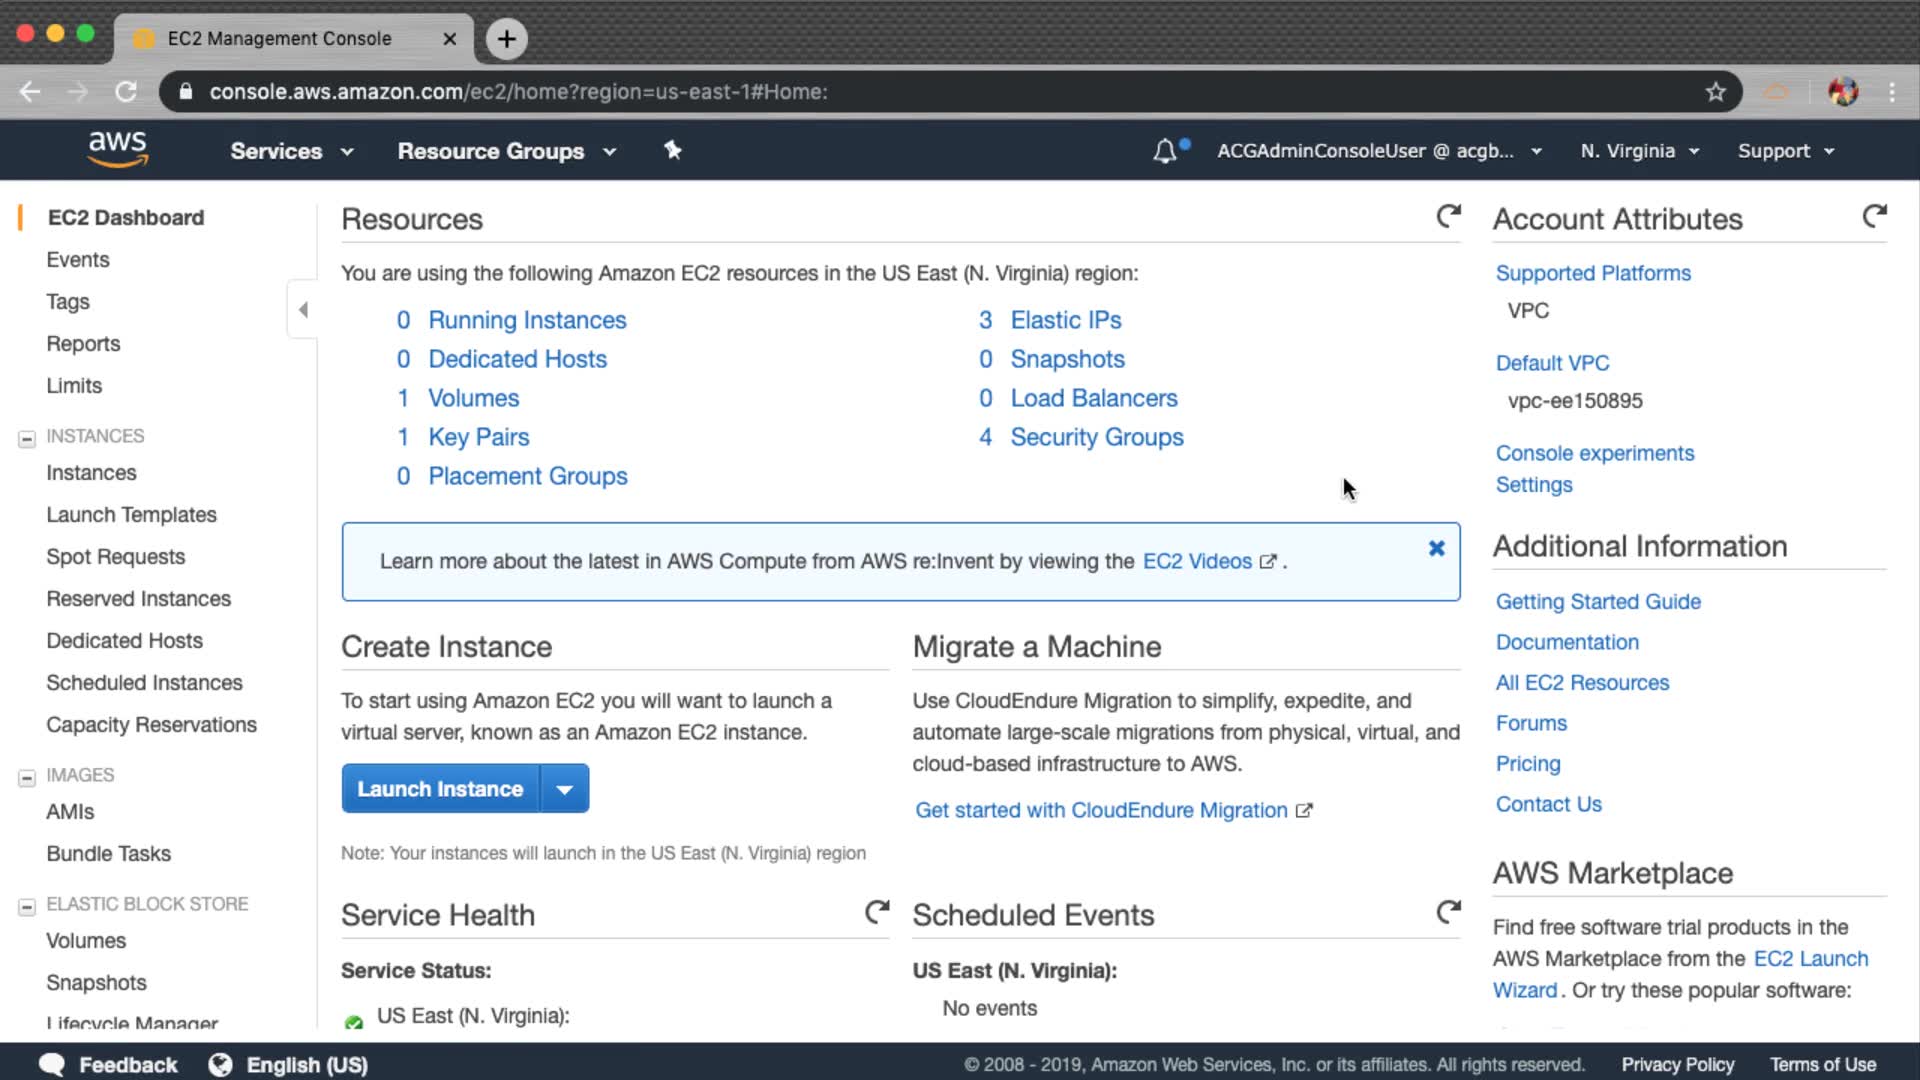 EC2 Management Console
console.aws.amazon.com/ec2/home?region=us-east-1#Home:
aws
Services
Resource Groups
ACGAdminConsoleUser @ acgb...
N. Virginia
Support
EC2 Dashboard
Events
Tags
Reports
Limits
INSTANCES
Instances
Launch Templates
Spot Requests
Reserved Instances
Dedicated Hosts
Scheduled Instances
Capacity Reservations
IMAGES
AMIs
Bundle Tasks
ELASTIC BLOCK STORE
Volumes
Snapshots
Lifecycle Manager
Resources
You are using the following Amazon EC2 resources in the US East (N. Virginia) region:
0 Running Instances
0 Dedicated Hosts
1 Volumes
1 Key Pairs
0 Placement Groups
3 Elastic IPs
0 Snapshots
0 Load Balancers
4 Security Groups
Learn more about the latest in AWS Compute from AWS re:Invent by viewing the EC2 Videos .
Create Instance
To start using Amazon EC2 you will want to launch a
virtual server, known as an Amazon EC2 instance.
Launch Instance
Note: Your instances will launch in the US East (N. Virginia) region
Migrate a Machine
Use CloudEndure Migration to simplify, expedite, and
automate large-scale migrations from physical, virtual, and
cloud-based infrastructure to AWS.
Get started with CloudEndure Migration
Service Health
Service Status:
US East (N. Virginia):
Scheduled Events
US East (N. Virginia):
No events
Account Attributes
Supported Platforms
VPC
Default VPC
vpc-ee150895
Console experiments
Settings
Additional Information
Getting Started Guide
Documentation
All EC2 Resources
Forums
Pricing
Contact Us
AWS Marketplace
Find free software trial products in the
AWS Marketplace from the EC2 Launch
Wizard. Or try these popular software:
Feedback
English (US)
© 2008 - 2019, Amazon Web Services, Inc. or its affiliates. All rights reserved.
Privacy Policy
Terms of Use